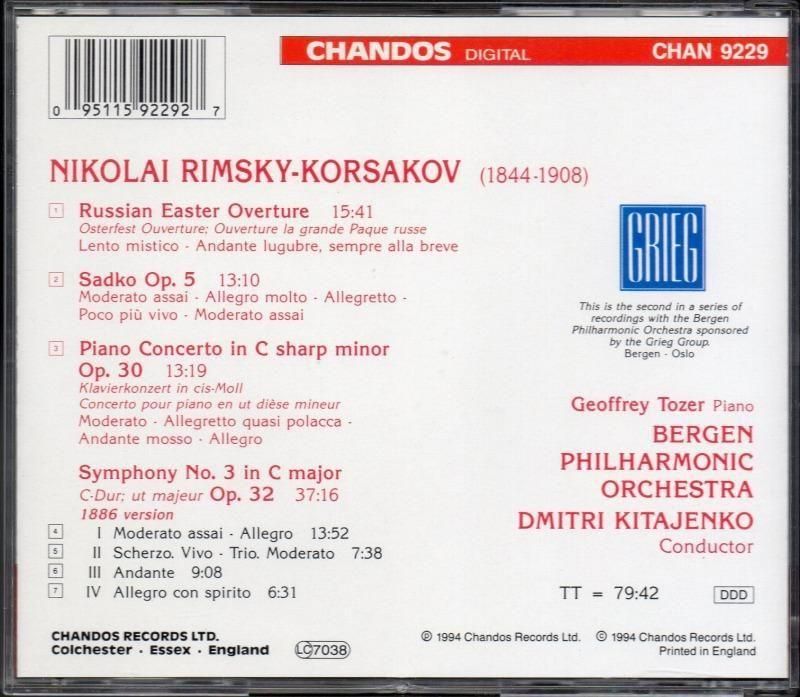 CHANDOS DIGITAL CHAN 9229
0 95115 92292 7
NIKOLAI RIMSKY-KORSAKOV (1844-1908)
1 Russian Easter Overture 15:41
Osterfest Ouverture; Ouverture la grande Paque russe
Lento mistico - Andante lugubre, sempre alla breve
2 Sadko Op. 5 13:10
Moderato assai - Allegro molto - Allegretto -
Poco più vivo - Moderato assai
3 Piano Concerto in C sharp minor
Op. 30 13:19
Klavierkonzert in cis-Moll
Concerto pour piano en ut dièse mineur
Moderato - Allegretto quasi polacca -
Andante mosso - Allegro
Symphony No. 3 in C major
C-Dur; ut majeur Op. 32 37:16
1886 version
4 I Moderato assai - Allegro 13:52
5 II Scherzo. Vivo - Trio. Moderato 7:38
6 III Andante 9:08
7 IV Allegro con spirito 6:31
GRIEG
This is the second in a series of
recordings with the Bergen
Philharmonic Orchestra sponsored
by the Grieg Group.
Bergen - Oslo
Geoffrey Tozer Piano
BERGEN
PHILHARMONIC
ORCHESTRA
DMITRI KITAJENKO
Conductor
TT = 79:42 DDD
CHANDOS RECORDS LTD.
Colchester · Essex · England
LC7038
℗ 1994 Chandos Records Ltd. © 1994 Chandos Records Ltd.
Printed in England